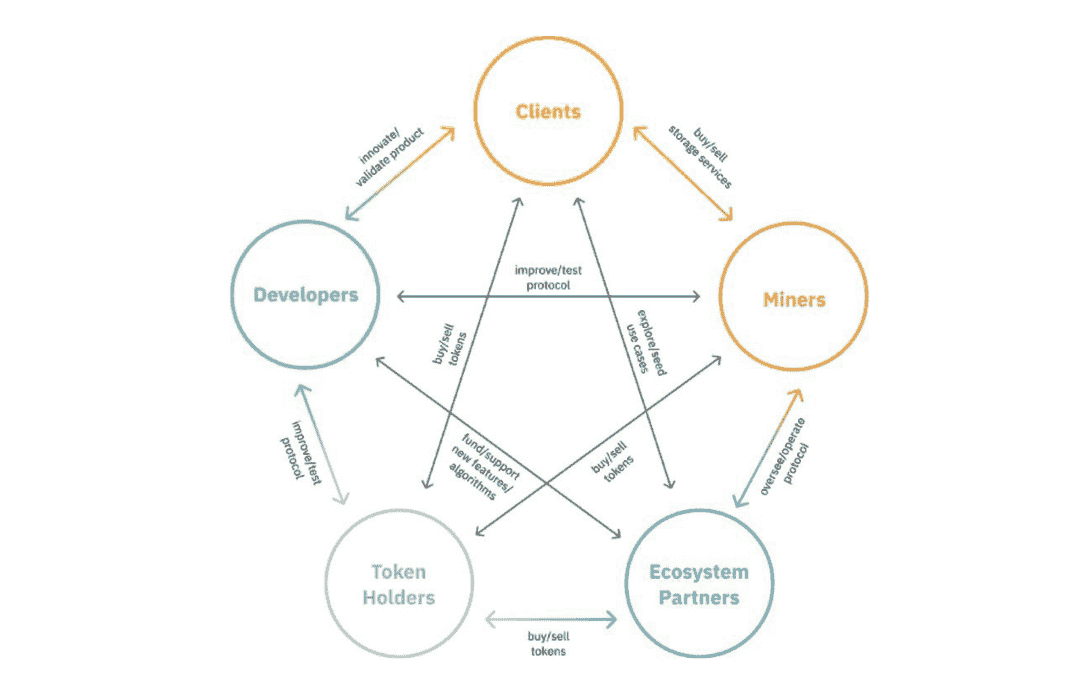 Clients
innovate/
validate product
buy/sell
storage services
Developers
improve/test
protocol
Miners
buy/sell
tokens
explore/seed
use cases
improve/test
protocol
fund/support
new features/
algorithms
buy/sell
tokens
oversee/operate
protocol
Token
Holders
Ecosystem
Partners
buy/sell
tokens